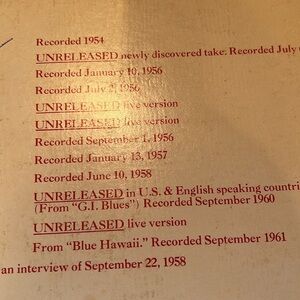 Recorded 1954
UNRELEASED newly discovered take. Recorded July
Recorded January 10, 1956
Recorded July 2, 1956
UNRELEASED live version
UNRELEASED live version
Recorded September 1, 1956
Recorded January 13, 1957
Recorded June 10, 1958
UNRELEASED in U.S. & English speaking countri
(From "G.I. Blues") Recorded September 1960
UNRELEASED live version
From "Blue Hawaii." Recorded September 1961
an interview of September 22, 1958